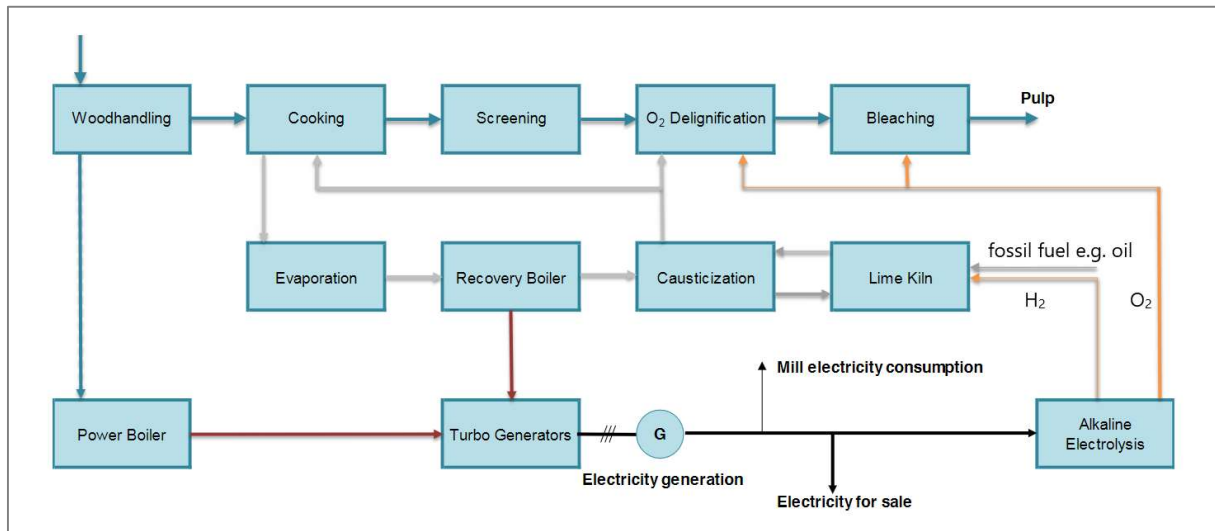 Woodhandling
Cooking
Screening
O₂ Delignification
Bleaching
Pulp
Evaporation
Recovery Boiler
Causticization
Lime Kiln
fossil fuel e.g. oil
H₂
O₂
Mill electricity consumption
Power Boiler
Turbo Generators
G
Alkaline
Electrolysis
Electricity generation
Electricity for sale